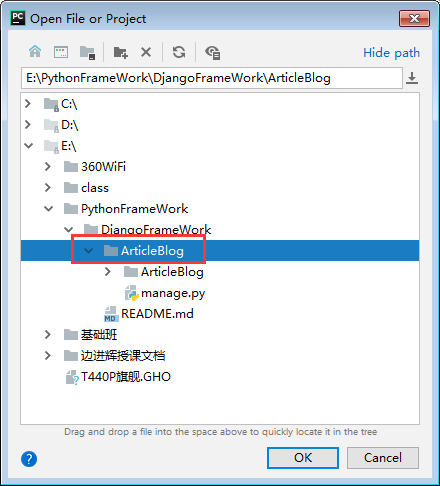 PC Open File or Project
Hide path
E:\PythonFrameWork\DjangoFrameWork\ArticleBlog
C:\
D:\
E:\
360WiFi
class
PythonFrameWork
DjangoFrameWork
ArticleBlog
ArticleBlog
manage.py
MD README.md
基础班
边进辉授课文档
T440P旗舰.GHO
Drag and drop a file into the space above to quickly locate it in the tree
? OK Cancel